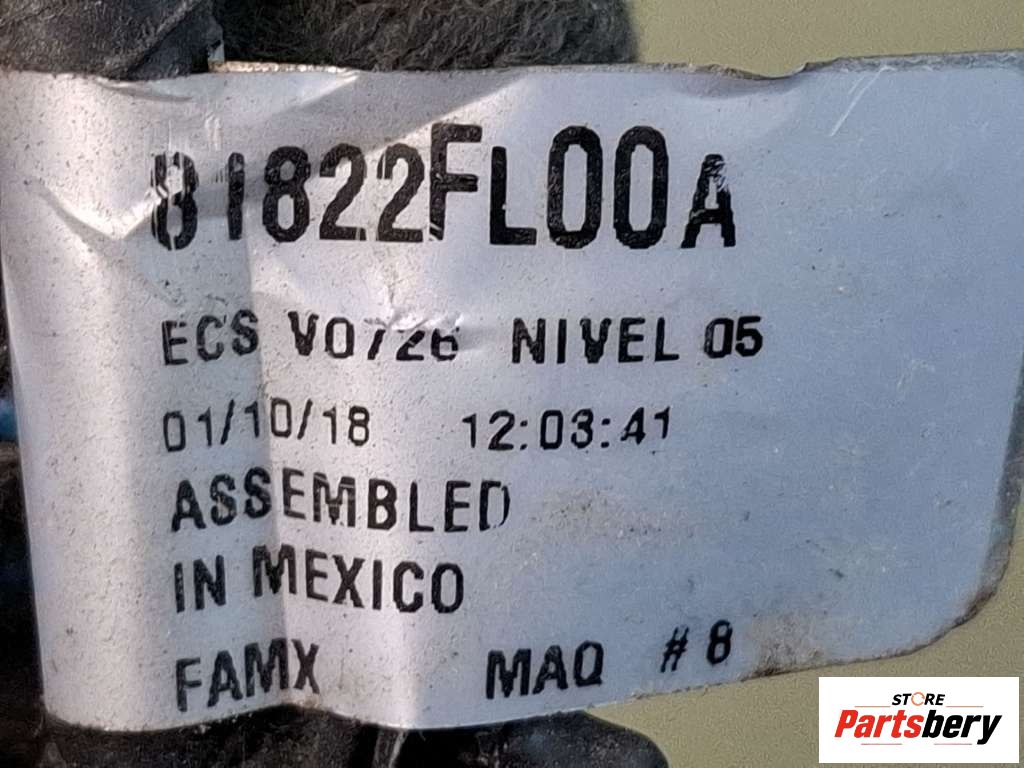 81822FL00A
ECS V0726 NIVEL 05
01/10/18 12:03:41
ASSEMBLED
IN MEXICO
FAMX MAQ #8
STORE
Partsbery